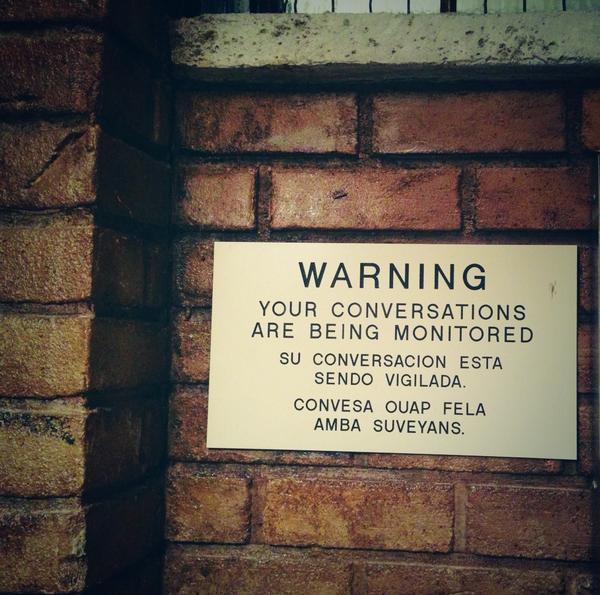 WARNING
YOUR CONVERSATIONS
ARE BEING MONITORED
SU CONVERSACION ESTA
SENDO VIGILADA.
CONVESA OUAP FELA
AMBA SUVEYANS.